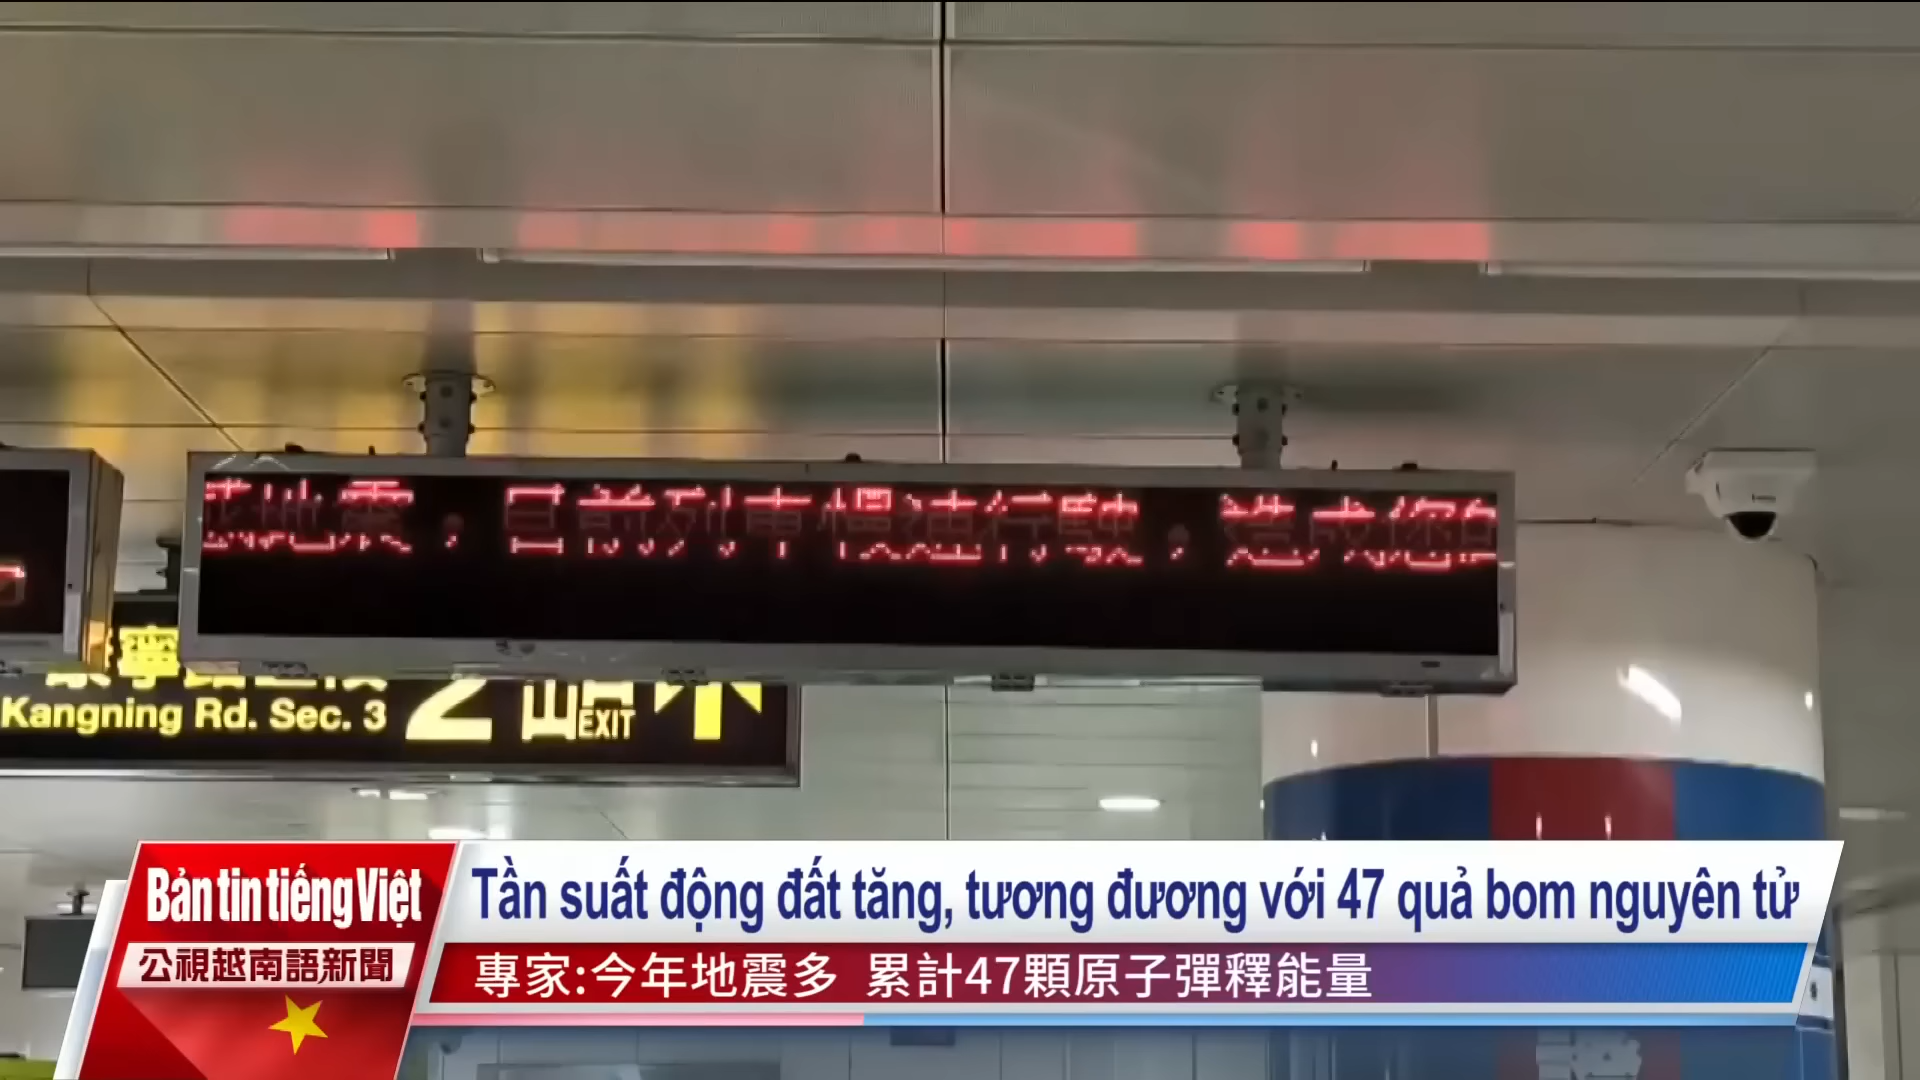 地震，目前列車慢速行駛，造成您
Kangning Rd. Sec. 3
2
出口
EXIT
Bản tin tiếng Việt
公視越南語新聞
Tần suất động đất tăng, tương đương với 47 quả bom nguyên tử
專家:今年地震多 累計47顆原子彈釋能量